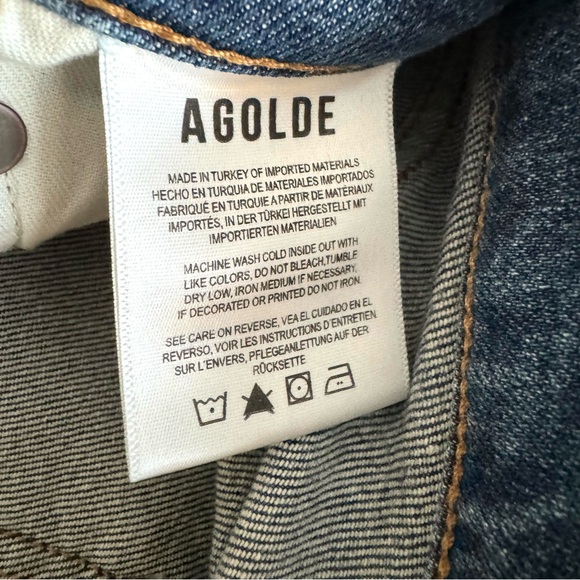 AGOLDE
MADE IN TURKEY OF IMPORTED MATERIALS
HECHO EN TURQUIA DE MATERIALES IMPORTADOS
FABRIQUÉ EN TURQUIE A PARTIR DE MATÉRIAUX
IMPORTÉS, IN DER TÜRKEI HERGESTELLT MIT
IMPORTIERTEN MATERIALIEN
MACHINE WASH COLD INSIDE OUT WITH
LIKE COLORS, DO NOT BLEACH,TUMBLE
DRY LOW, IRON MEDIUM IF NECESSARY,
IF DECORATED OR PRINTED DO NOT IRON.
SEE CARE ON REVERSE, VEA EL CUIDADO EN EL
REVERSO, VOIR LES INSTRUCTIONS D'ENTRETIEN
SUR L'ENVERS, PFLEGEANLEITUNG AUF DER
RÜCKSETTE